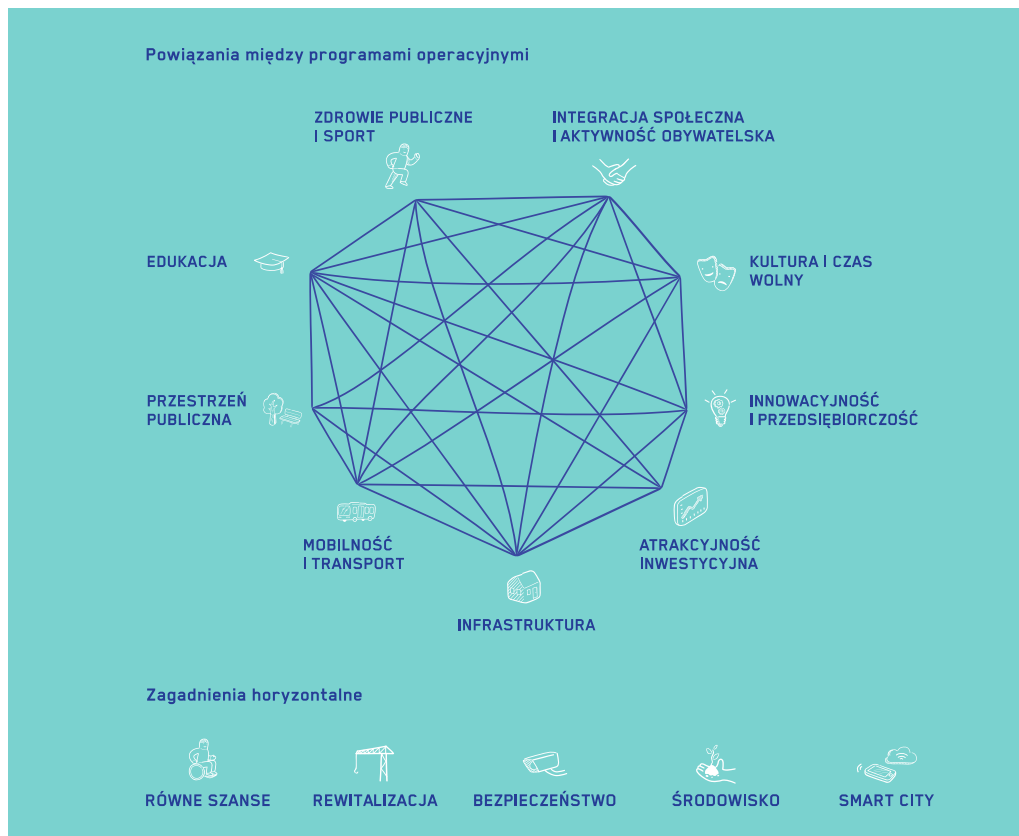 Powiązania między programami operacyjnymi
ZDROWIE PUBLICZNE
I SPORT
INTEGRACJA SPOŁECZNA
I AKTYWNOŚĆ OBYWATELSKA
EDUKACJA
KULTURA I CZAS
WOLNY
PRZESTRZEŃ
PUBLICZNA
INNOWACYJNOŚĆ
I PRZEDSIĘBIORCZOŚĆ
MOBILNOŚĆ
I TRANSPORT
ATRAKCYJNOŚĆ
INWESTYCYJNA
INFRASTRUKTURA
Zagadnienia horyzontalne
RÓWNE SZANSE
REWITALIZACJA
BEZPIECZEŃSTWO
ŚRODOWISKO
SMART CITY